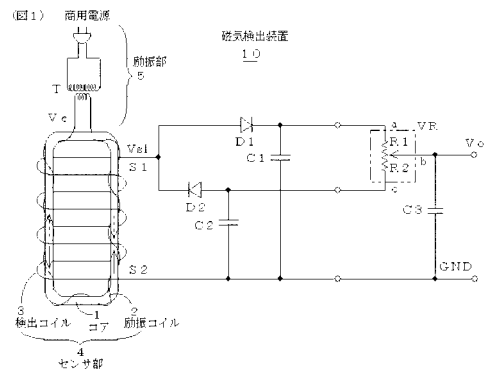 (図1) 商用電源
磁気検出装置
10
励振部
5
T
Ve
Vsi
S1
D1
C1
D2
C2
a
VR
R1
R2
b
c
Vo
C3
S2
GND
3
検出コイル
1
コア
2
励振コイル
4
センサ部